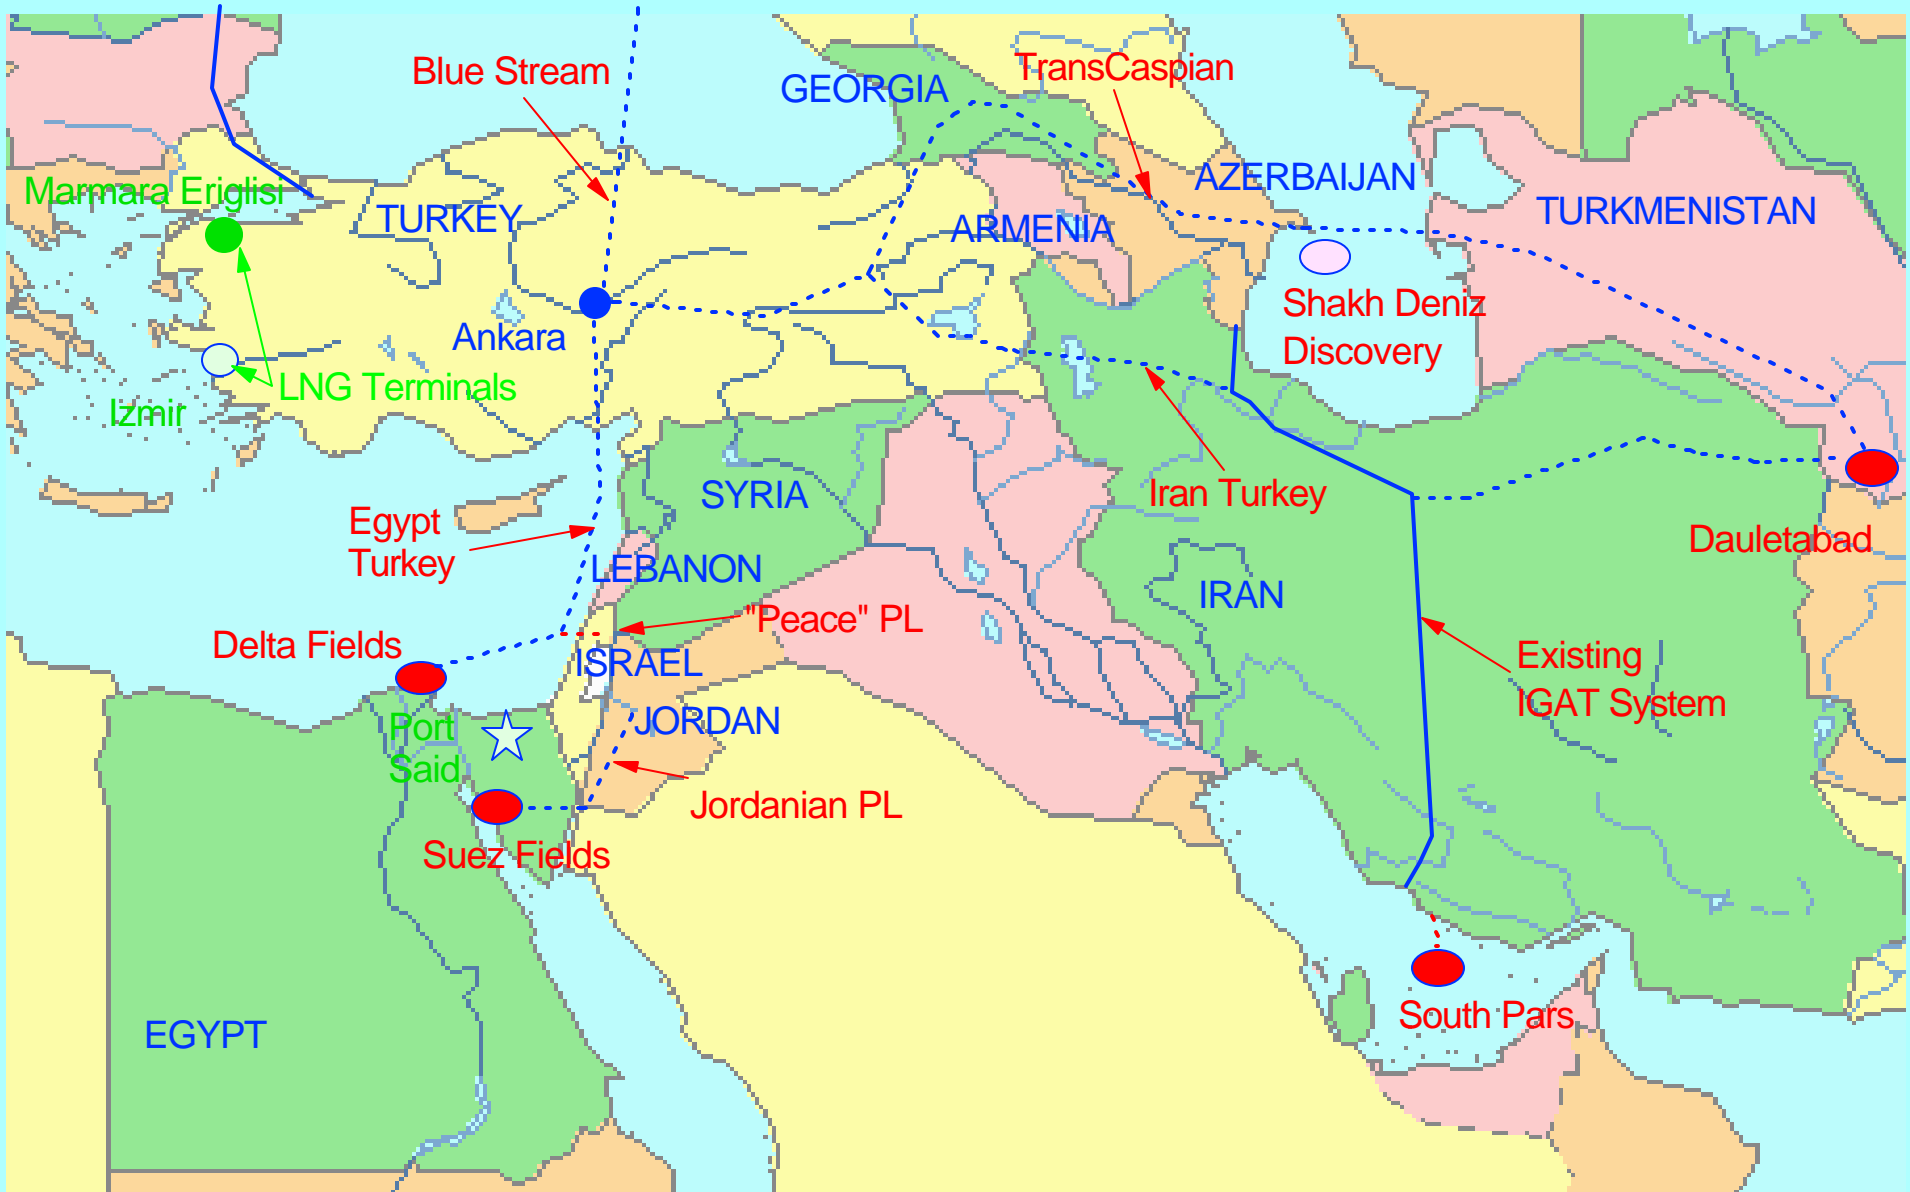 Blue Stream
GEORGIA
TransCaspian
Marmara Eriglisi
TURKEY
ARMENIA
AZERBAIJAN
TURKMENISTAN
Ankara
Shakh Deniz
Discovery
LNG Terminals
Izmir
SYRIA
Iran Turkey
Egypt
Turkey
Dauletabad
LEBANON
IRAN
"Peace" PL
Delta Fields
ISRAEL
Existing
IGAT System
Port
Said
JORDAN
Jordanian PL
Suez Fields
South Pars
EGYPT